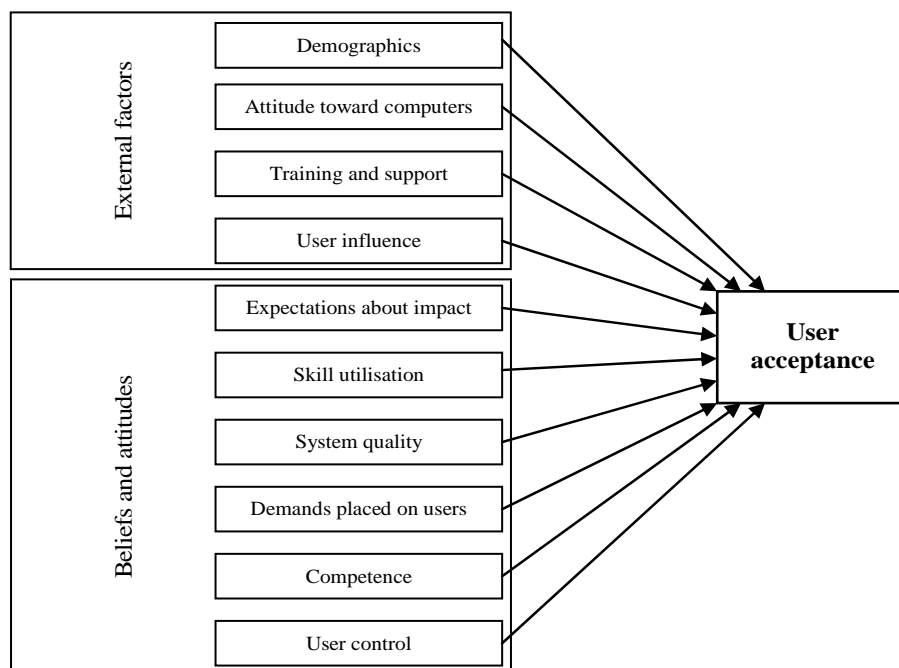 External factors
Demographics
Attitude toward computers
Training and support
User influence
Beliefs and attitudes
Expectations about impact
Skill utilisation
System quality
Demands placed on users
Competence
User control
User
acceptance